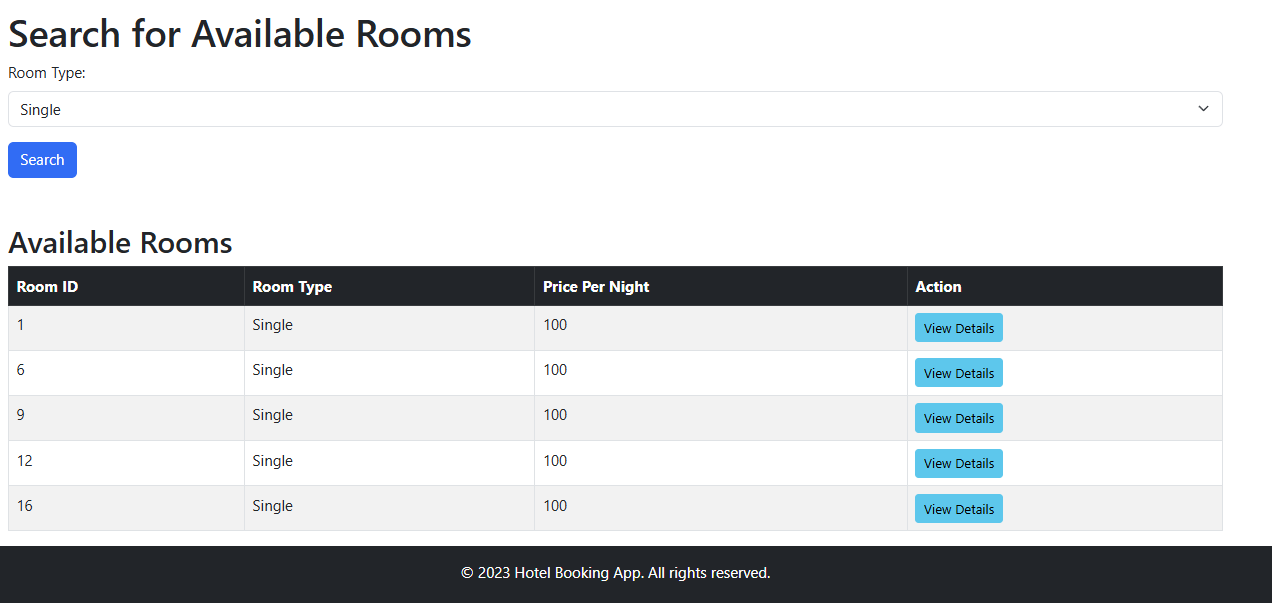 Search for Available Rooms
Room Type:
Single
Search
Available Rooms
Room ID Room Type Price Per Night Action
1 Single 100 View Details
6 Single 100 View Details
9 Single 100 View Details
12 Single 100 View Details
16 Single 100 View Details
© 2023 Hotel Booking App. All rights reserved.